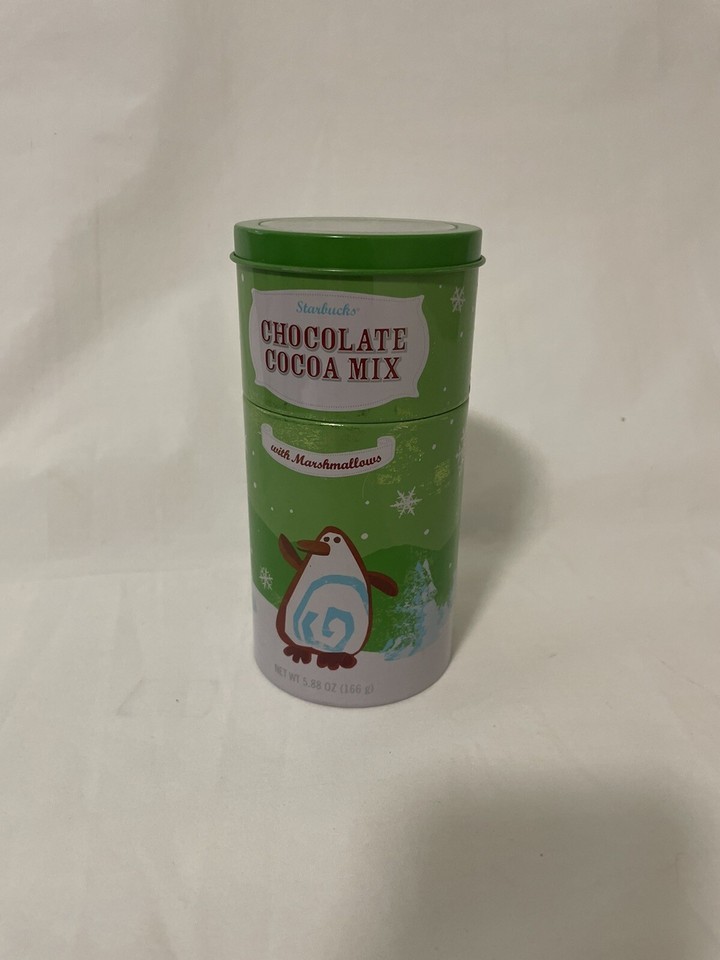 Starbucks®
CHOCOLATE
COCOA MIX
with Marshmallows
NET WT 5.88 OZ (166 g)